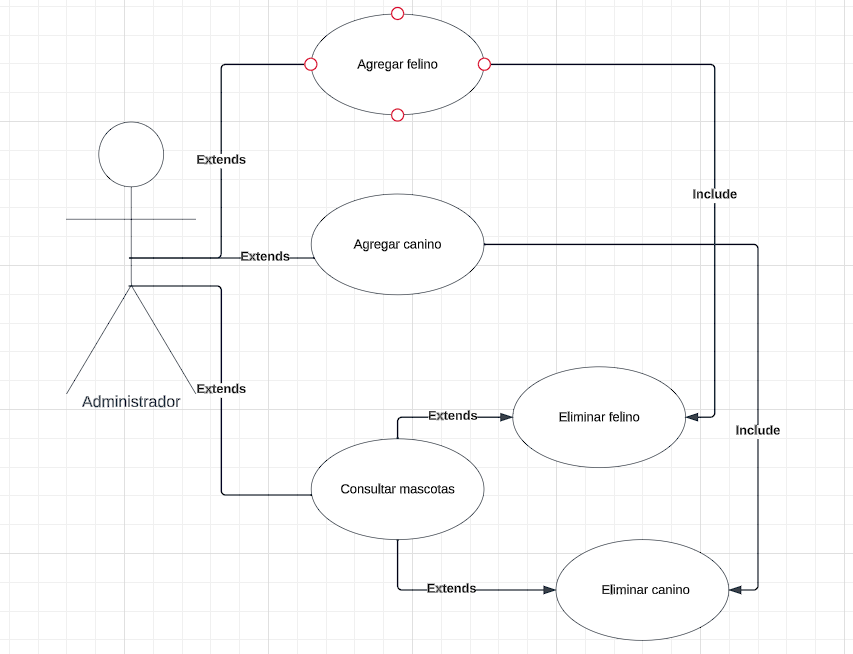 Agregar felino
Extends
Include
Agregar canino
Extends
Administrador
Extends
Extends
Eliminar felino
Include
Consultar mascotas
Extends
Eliminar canino